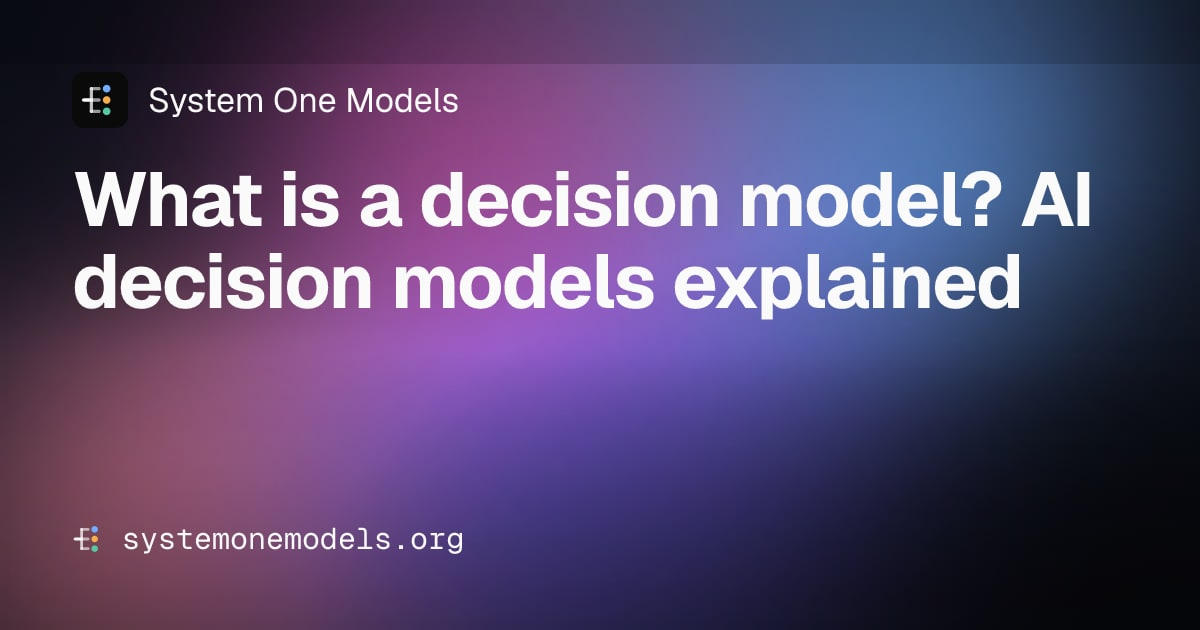 System One Models
What is a decision model? AI
decision models explained
systemonemodels.org